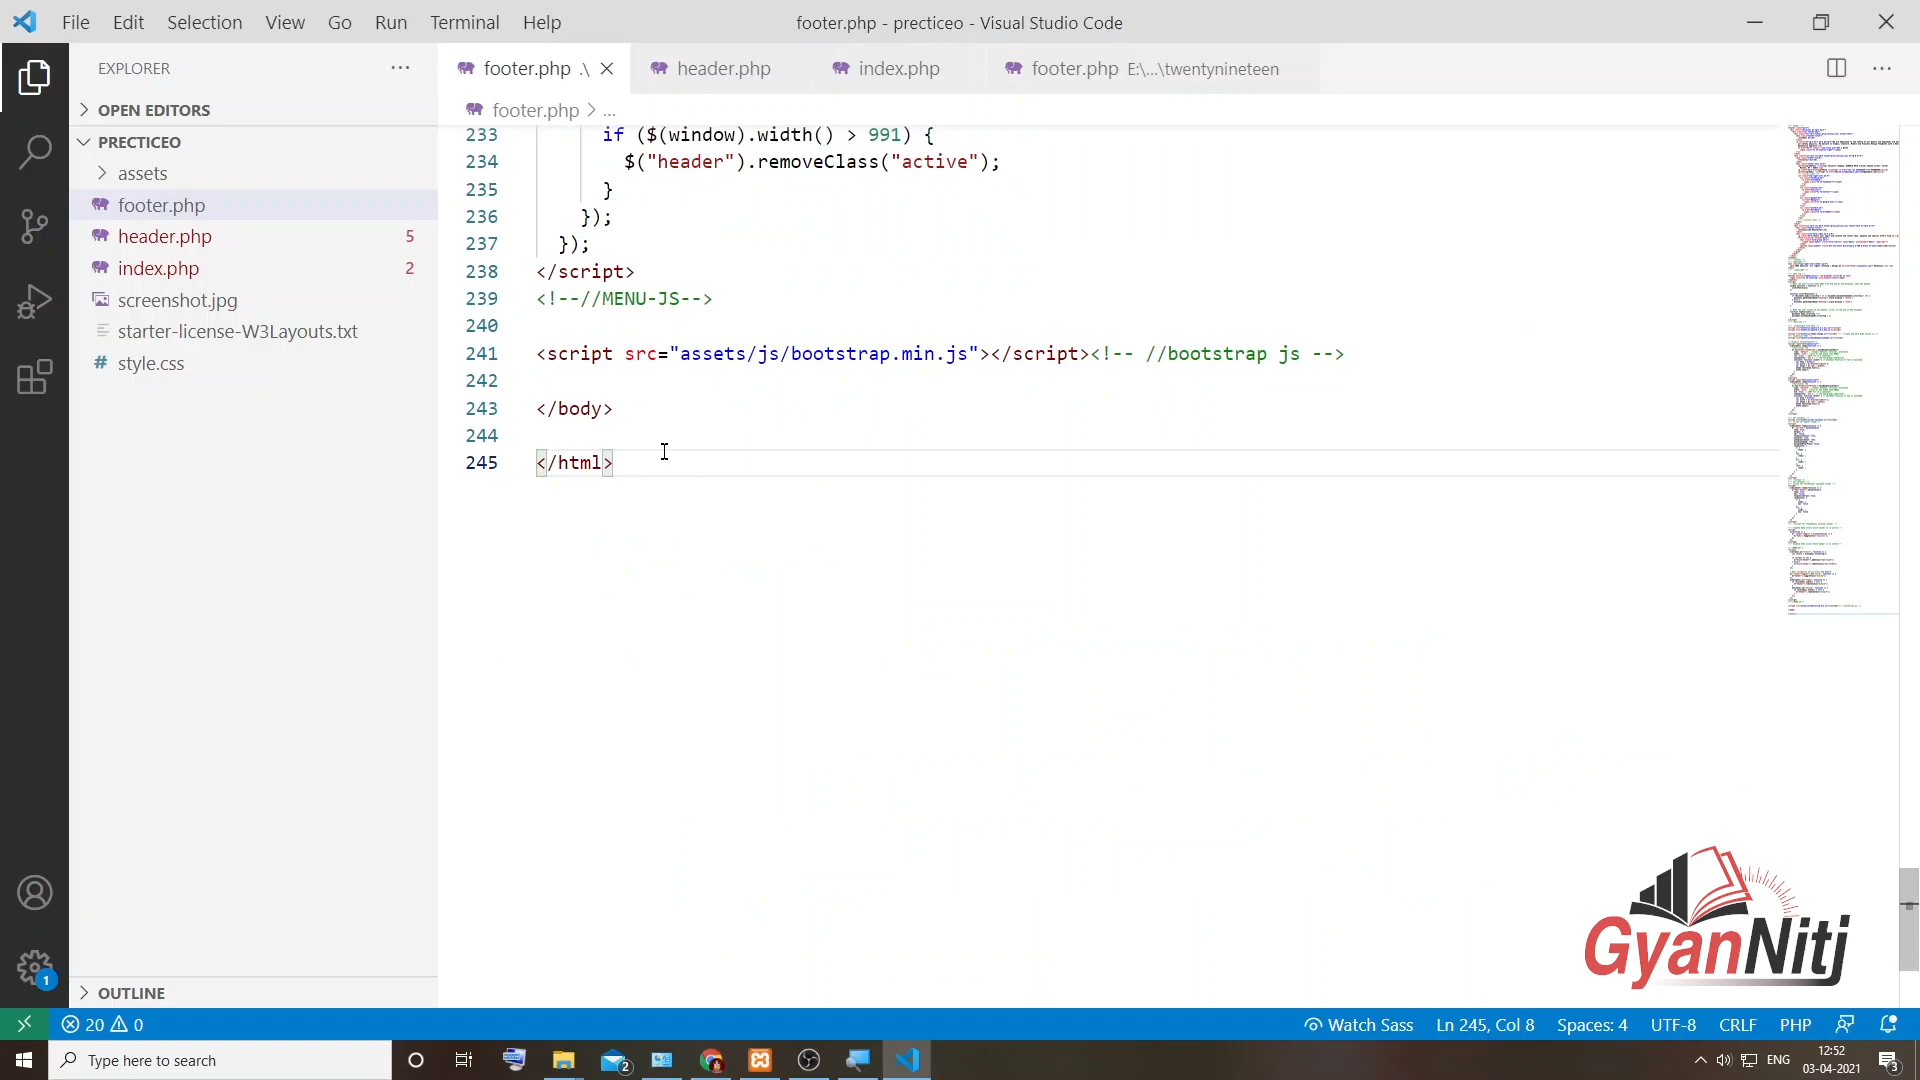 File Edit Selection View Go Run Terminal Help
footer.php - precticeo - Visual Studio Code
EXPLORER
footer.php .\
header.php
index.php
footer.php E:\...\twentynineteen
OPEN EDITORS
footer.php > ...
PRECTICEO
assets
footer.php
header.php 5
index.php 2
screenshot.jpg
starter-license-W3Layouts.txt
# style.css
233 if ($(window).width() > 991) {
234 $("header").removeClass("active");
235 }
236 });
237 });
238 </script>
239 <!--//MENU-JS-->
240
241 <script src="assets/js/bootstrap.min.js"></script><!-- //bootstrap js -->
242
243 </body>
244
245 </html>
GyanNitj
1
OUTLINE
20 0
Watch Sass
Ln 245, Col 8
Spaces: 4
UTF-8
CRLF
PHP
Type here to search
2
ENG
12:52
03-04-2021
3